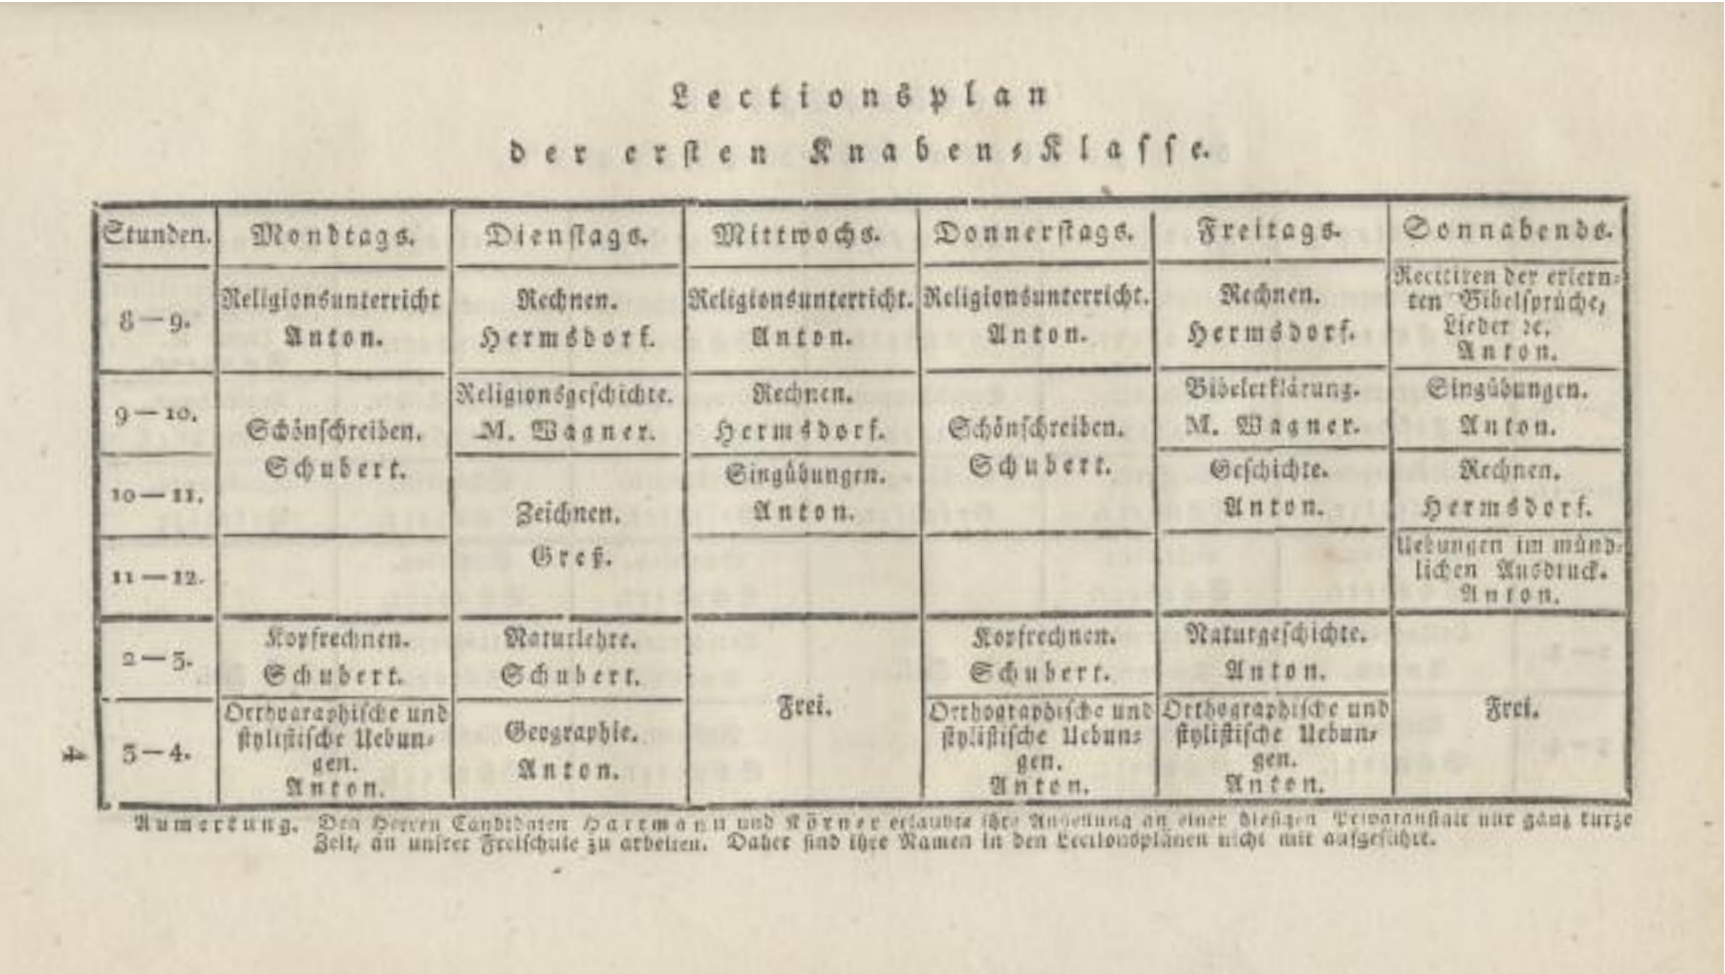 Lectionsplan
der ersten Knaben-Klasse.
Stunden. Mondtags. Dienstags. Mittwochs. Donnerstags. Freitags. Sonnabends.
8 — 9.
Religionsunterricht
Anton.
Rechnen.
Hermsdorf.
Religionsunterricht.
Anton.
Religionsunterricht.
Anton.
Rechnen.
Hermsdorf.
Recitiren der erlern-
ten Bibelsprüche,
Lieder ꝛc.
Anton.
9 — 10.
Schönschreiben.
Schubert.
Religionsgeschichte.
M. Wagner.
Rechnen.
Hermsdorf.
Schönschreiben.
Schubert.
Bibelerklärung.
M. Wagner.
Singübungen.
Anton.
10 — 11.
Zeichnen.
Greß.
Singübungen.
Anton.
Geschichte.
Anton.
Rechnen.
Hermsdorf.
11 — 12.
Uebungen im münd-
lichen Ausdruck.
Anton.
2 — 3.
Kopfrechnen.
Schubert.
Naturlehre.
Schubert.
Frei.
Kopfrechnen.
Schubert.
Naturgeschichte.
Anton.
Frei.
3 — 4.
Orthographische und
stylistische Uebun-
gen.
Anton.
Geographie.
Anton.
Orthographische und
stylistische Uebun-
gen.
Anton.
Orthographische und
stylistische Uebun-
gen.
Anton.
Anmerkung. Den Herren Candidaten Hartmann und Körner erlaubte ihre Anstellung an einer hiesigen Privatanstalt nur ganz kurze
Zeit, an unsrer Freischule zu arbeiten. Daher sind ihre Namen in den Lectionsplänen nicht mit aufgeführt.